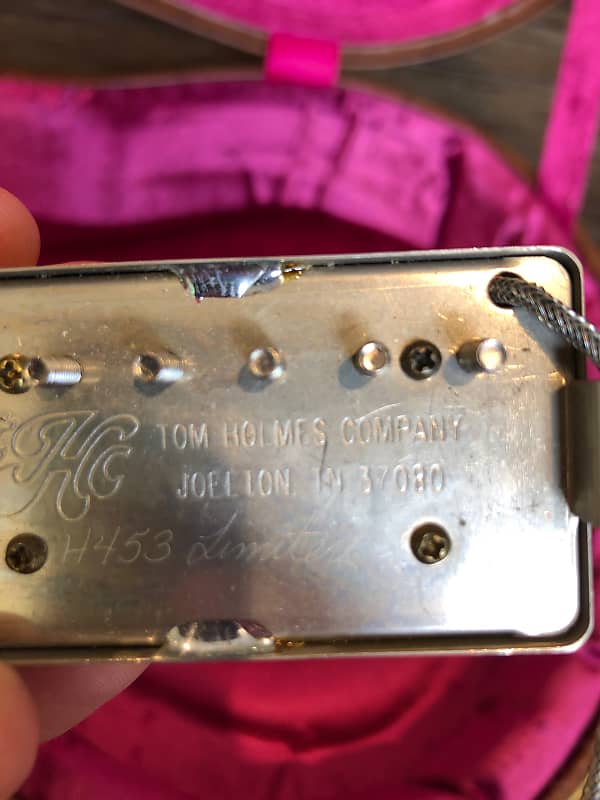 THC TOM HOLMES COMPANY
JOELTON, TN 37080
H453 Limited